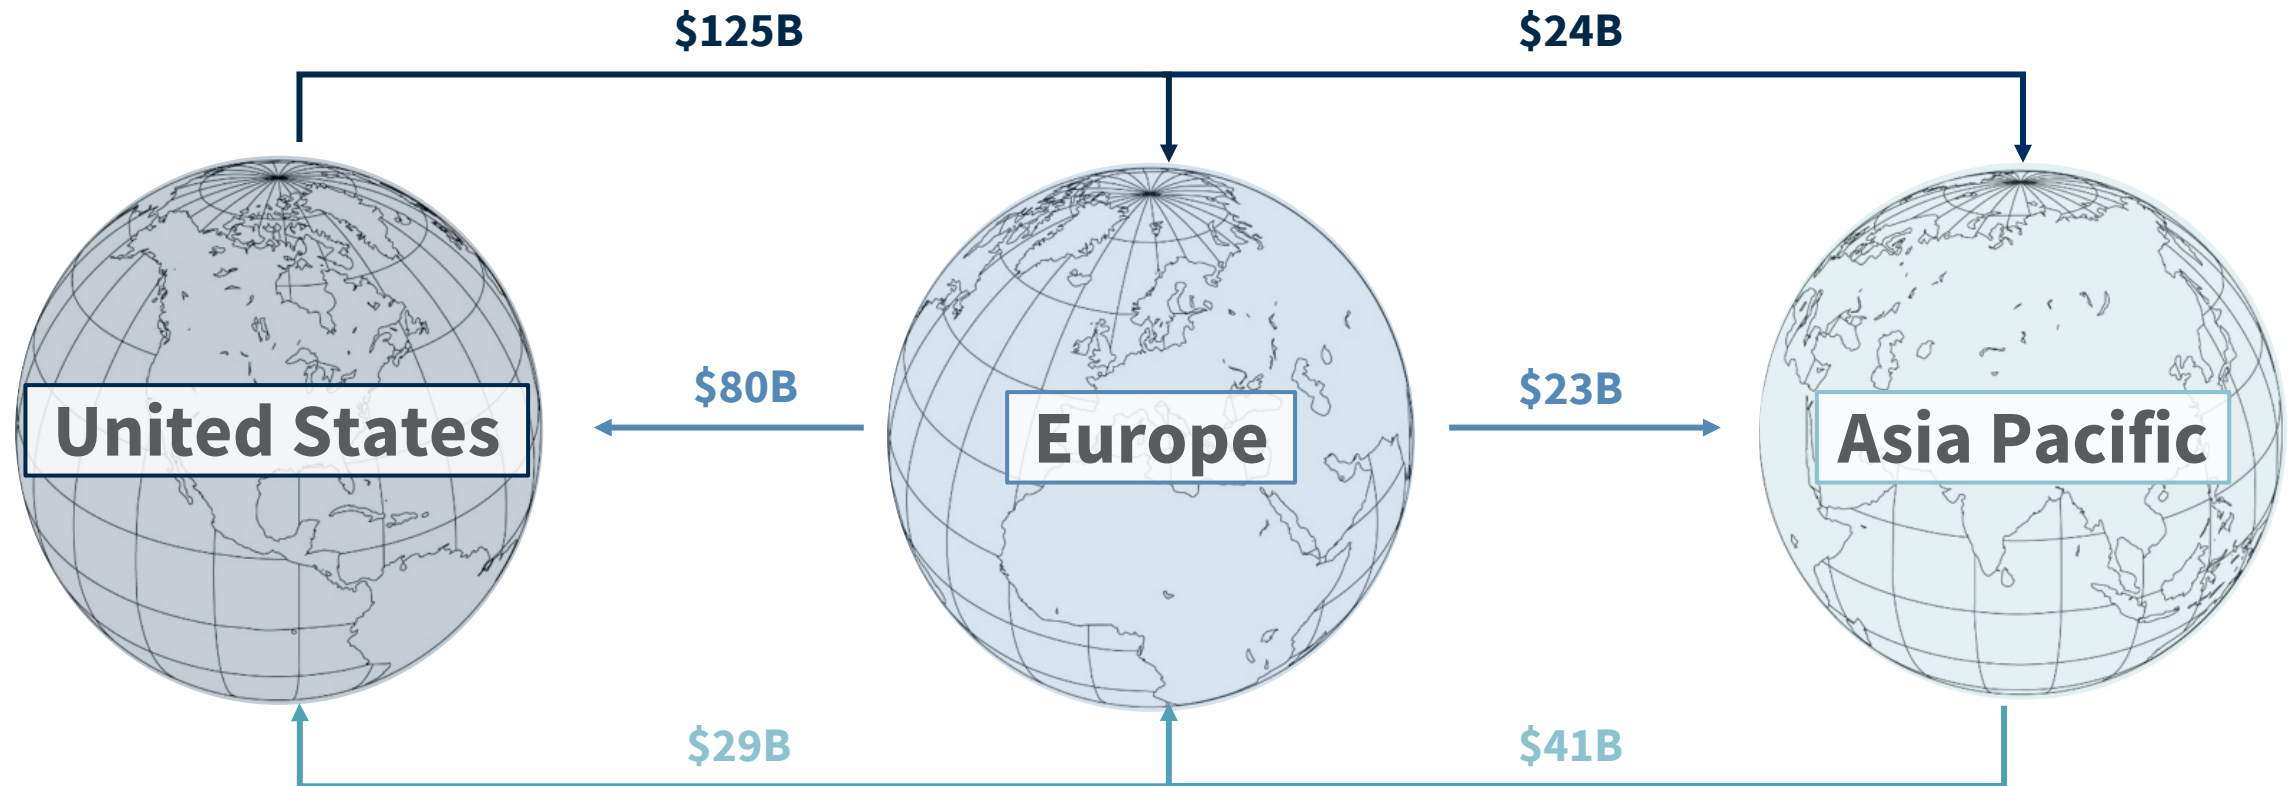 $125B
$24B
$80B
$23B
United States
Europe
Asia Pacific
$29B
$41B